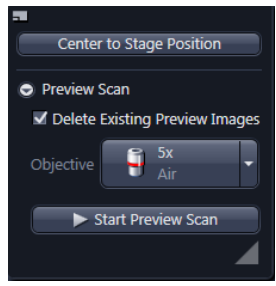 Center to Stage Position
Preview Scan
Delete Existing Preview Images
Objective
5x
Air
Start Preview Scan